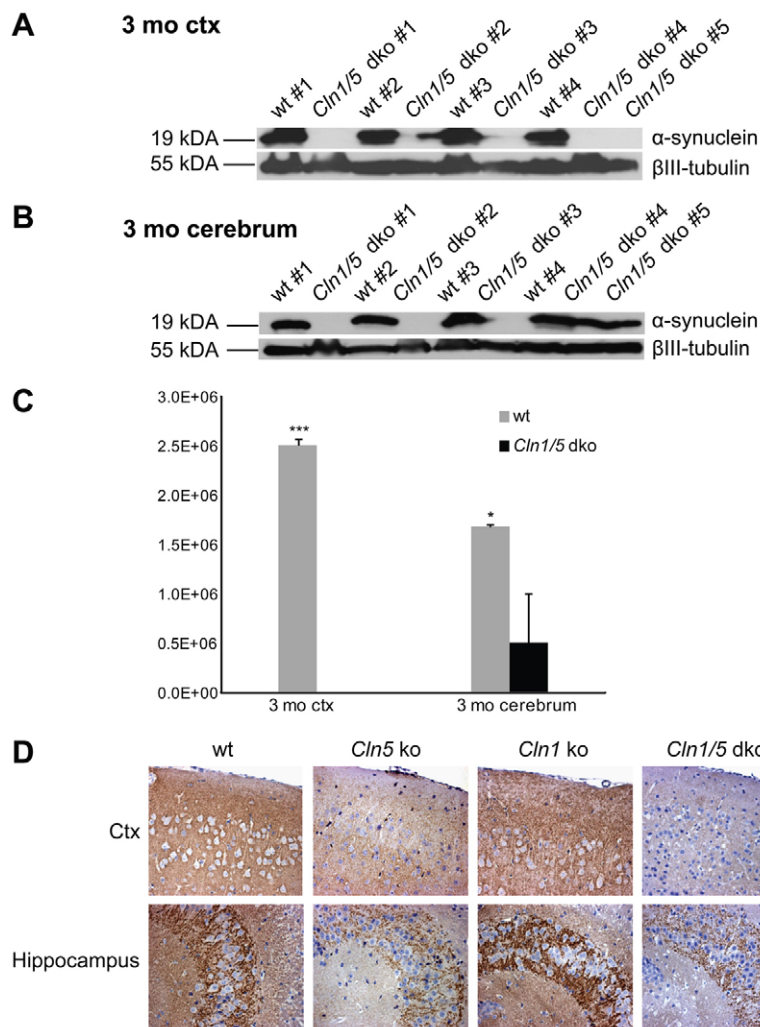 A
3 mo ctx
wt #1
Cln1/5 dko #1
wt #2
Cln1/5 dko #2
wt #3
Cln1/5 dko #3
wt #4
Cln1/5 dko #4
Cln1/5 dko #5
19 kDA
α-synuclein
55 kDA
βIII-tubulin
B
3 mo cerebrum
wt #1
Cln1/5 dko #1
wt #2
Cln1/5 dko #2
wt #3
Cln1/5 dko #3
wt #4
Cln1/5 dko #4
Cln1/5 dko #5
19 kDA
α-synuclein
55 kDA
βIII-tubulin
C
3.0E+06
2.5E+06
2.0E+06
1.5E+06
1.0E+06
0.5E+06
0.0E+00
***
*
wt
Cln1/5 dko
3 mo ctx
3 mo cerebrum
D
wt
Cln5 ko
Cln1 ko
Cln1/5 dko
Ctx
Hippocampus